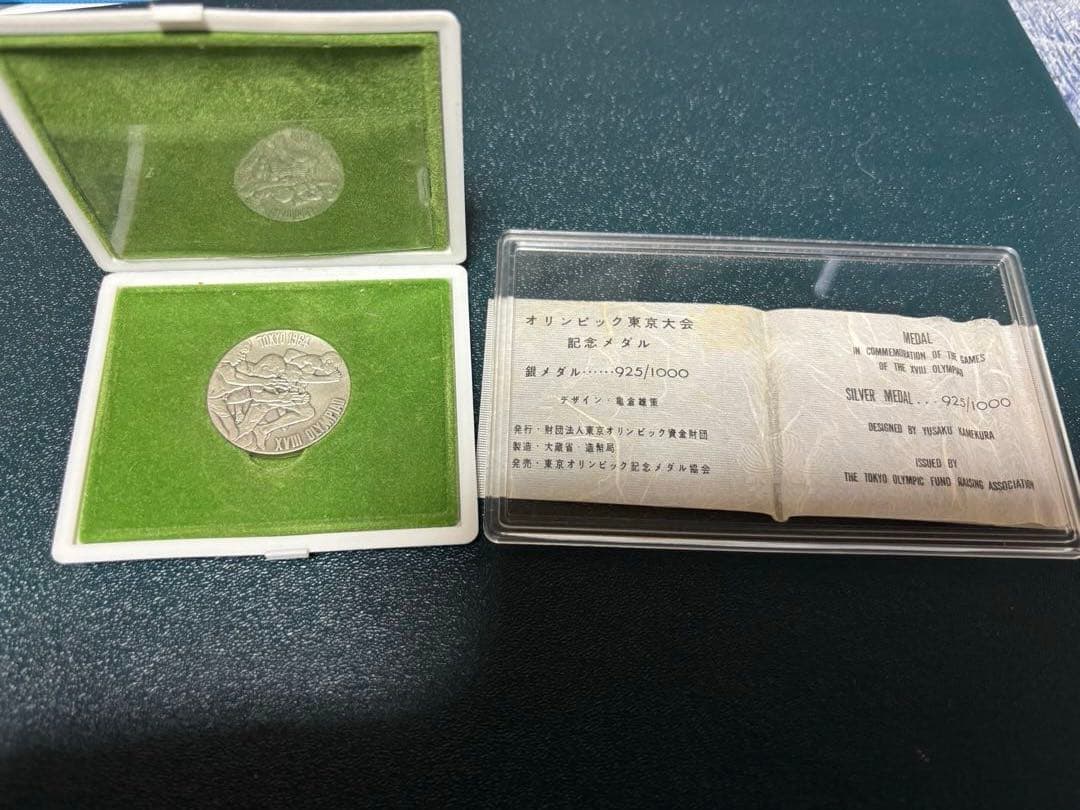 TOKYO 1964
XVIII OLYMPIAD
オリンピック東京大会
記念メダル
銀メダル……925/1000
デザイン・亀倉雄策
発行・財団法人東京オリンピック資金財団
製造・大蔵省・造幣局
発売・東京オリンピック記念メダル協会
MEDAL
IN COMMEMORATION OF THE GAMES
OF THE XVIII OLYMPIAD
SILVER MEDAL...925/1000
DESIGNED BY YUSAKU KAMEKURA
ISSUED BY
THE TOKYO OLYMPIC FUND RAISING ASSOCIATION